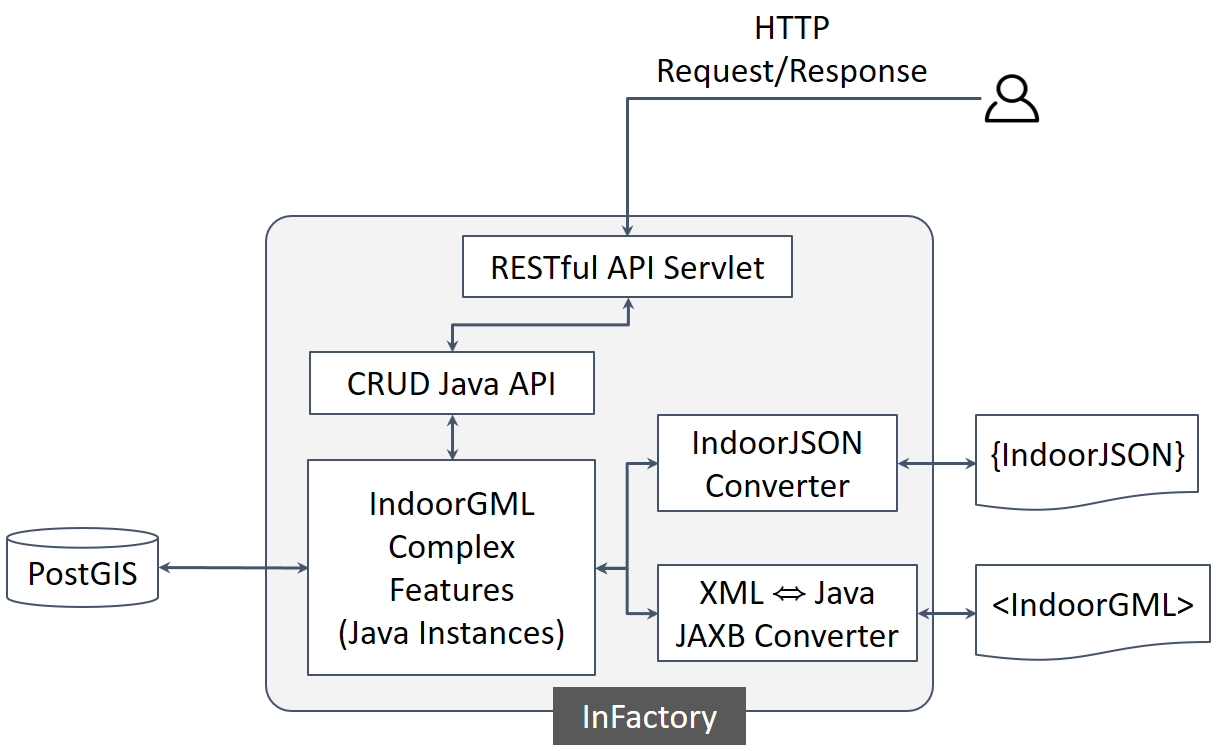 HTTP
Request/Response
RESTful API Servlet
CRUD Java API
IndoorJSON
Converter
{IndoorJSON}
IndoorGML
Complex
Features
(Java Instances)
PostGIS
XML ⇔ Java
JAXB Converter
<IndoorGML>
InFactory